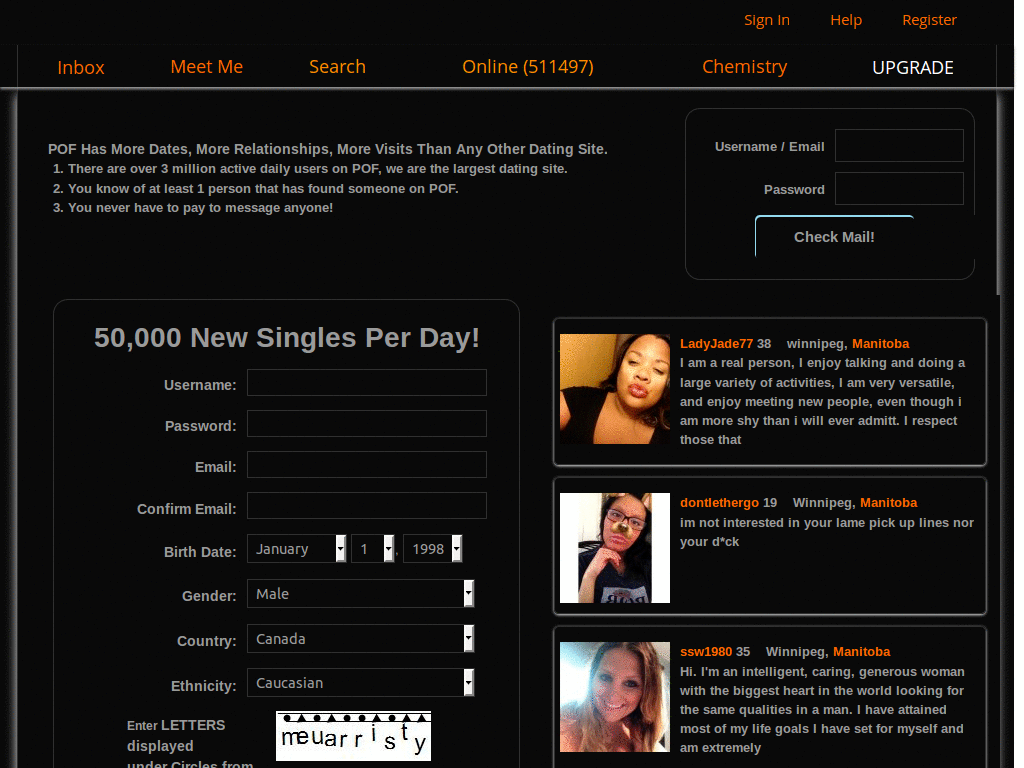 Sign In Help Register
Inbox Meet Me Search Online (511497) Chemistry UPGRADE
POF Has More Dates, More Relationships, More Visits Than Any Other Dating Site.
1. There are over 3 million active daily users on POF, we are the largest dating site.
2. You know of at least 1 person that has found someone on POF.
3. You never have to pay to message anyone!
Username / Email
Password
Check Mail!
50,000 New Singles Per Day!
Username:
Password:
Email:
Confirm Email:
Birth Date: January 1 , 1998
Gender: Male
Country: Canada
Ethnicity: Caucasian
Enter LETTERS
displayed
under Circles from
meuarristy
LadyJade77 38 winnipeg, Manitoba
I am a real person, I enjoy talking and doing a
large variety of activities, I am very versatile,
and enjoy meeting new people, even though i
am more shy than i will ever admitt. I respect
those that
dontlethergo 19 Winnipeg, Manitoba
im not interested in your lame pick up lines nor
your d*ck
ssw1980 35 Winnipeg, Manitoba
Hi. I'm an intelligent, caring, generous woman
with the biggest heart in the world looking for
the same qualities in a man. I have attained
most of my life goals I have set for myself and
am extremely